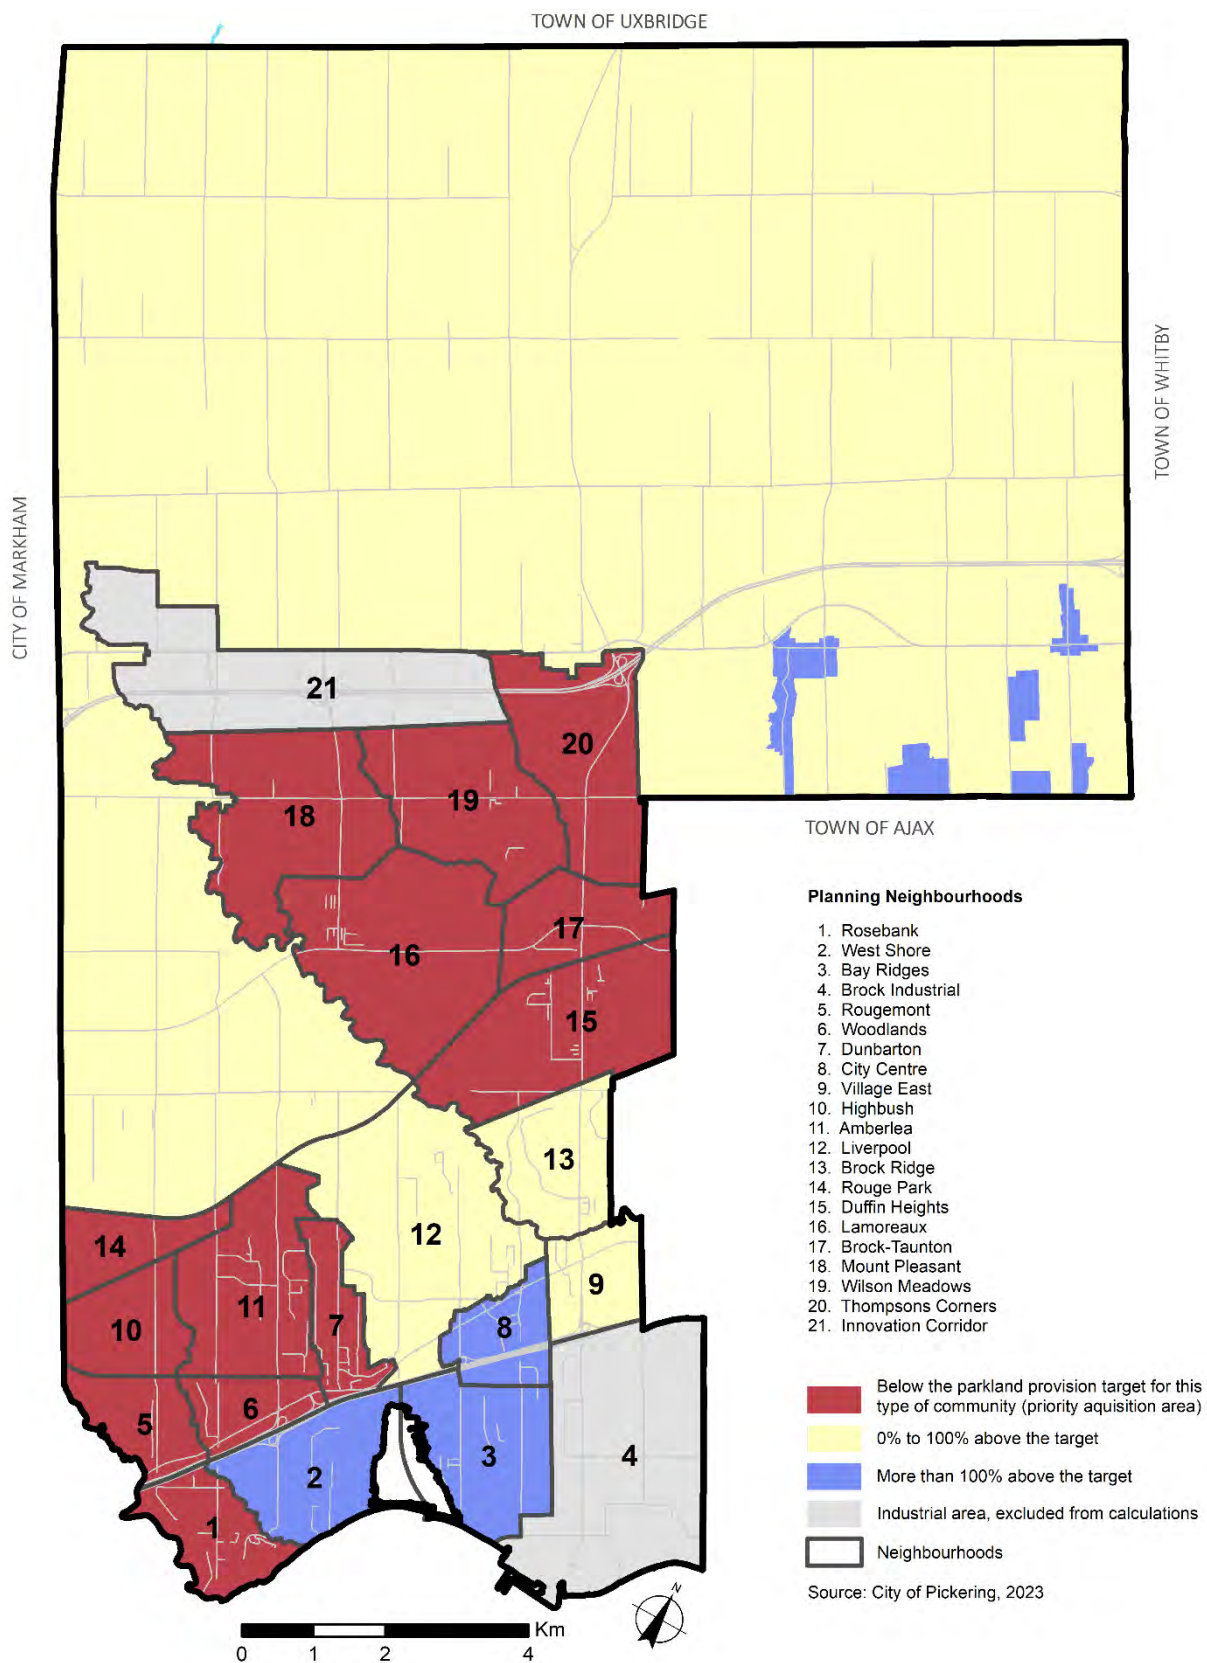 TOWN OF UXBRIDGE
CITY OF MARKHAM
TOWN OF WHITBY
21
20
19
18
17
16
15
TOWN OF AJAX
13
12
14
11
10
9
8
7
6
5
4
3
2
1
Planning Neighbourhoods
1. Rosebank
2. West Shore
3. Bay Ridges
4. Brock Industrial
5. Rougemont
6. Woodlands
7. Dunbarton
8. City Centre
9. Village East
10. Highbush
11. Amberlea
12. Liverpool
13. Brock Ridge
14. Rouge Park
15. Duffin Heights
16. Lamoreaux
17. Brock-Taunton
18. Mount Pleasant
19. Wilson Meadows
20. Thompsons Corners
21. Innovation Corridor
Below the parkland provision target for this
type of community (priority aquisition area)
0% to 100% above the target
More than 100% above the target
Industrial area, excluded from calculations
Neighbourhoods
Source: City of Pickering, 2023
N
Km
0 1 2 4